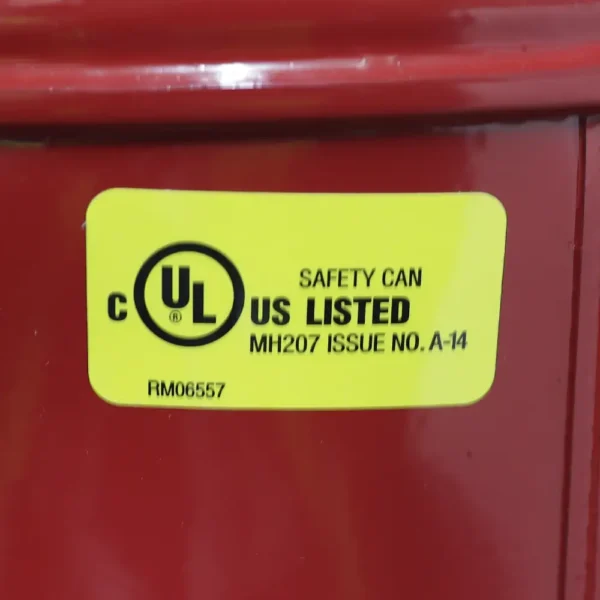 SAFETY CAN
C UL® US LISTED
MH207 ISSUE NO. A-14
RM06557